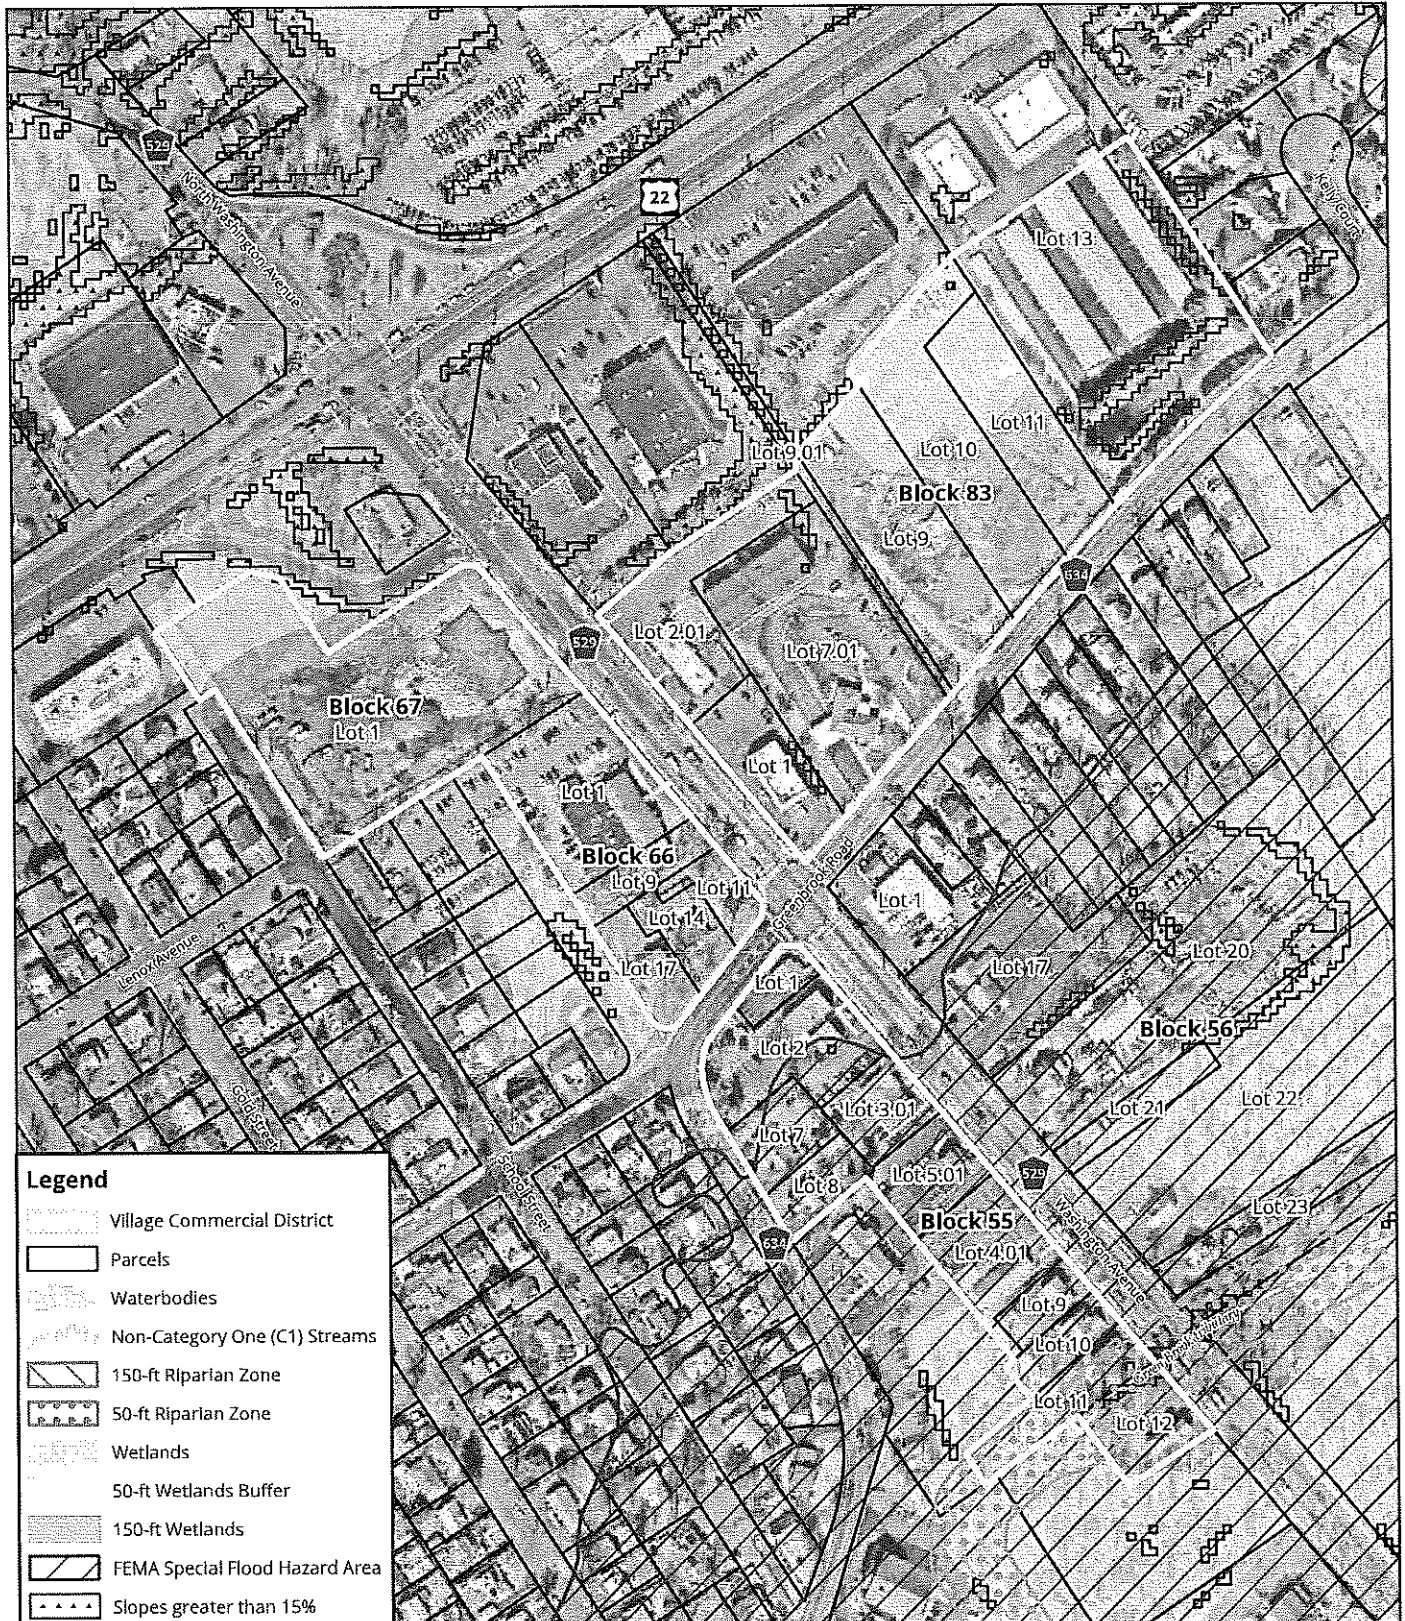 529
North Washington Avenue
22
Kelly Court
Lot 13
Lot 11
Lot 9.01
Lot 10
Block 83
Lot 9
634
529
Lot 2.01
Lot 7.01
Block 67
Lot 1
Lot 1
Lot 1
Block 66
Lot 9
Lot 11
Lot 14
Greenbrook Road
Lot 1
Lot 17
Lot 20
Lenox Avenue
Lot 17
Lot 1
Block 56
Lot 2
Lot 22
Lot 21
Lot 3.01
Gold Street
Lot 7
Lot 5.01
529
Lot 8
School Street
Block 55
Lot 23
Washington Avenue
634
Lot 4.01
Lot 9
Lot 10
Lot 11
Lot 12
Legend
Village Commercial District
Parcels
Waterbodies
Non-Category One (C1) Streams
150-ft Riparian Zone
50-ft Riparian Zone
Wetlands
50-ft Wetlands Buffer
150-ft Wetlands
FEMA Special Flood Hazard Area
Slopes greater than 15%